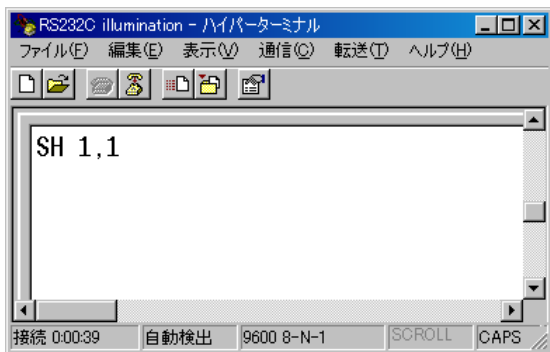 RS232C illumination - ハイパーターミナル
ファイル(F) 編集(E) 表示(V) 通信(C) 転送(T) ヘルプ(H)
SH 1,1
接続 0:00:39 自動検出 9600 8-N-1 SCROLL CAPS